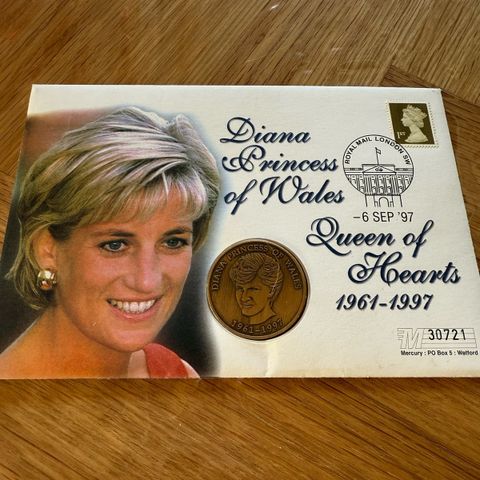 Diana
Princess
of Wales
Queen of
Hearts
1961-1997
1ST
ROYAL MAIL LONDON SW
-6 SEP '97
DIANA PRINCESS OF WALES
1961-1997
M 30721
Mercury : PO Box 5 : Watford